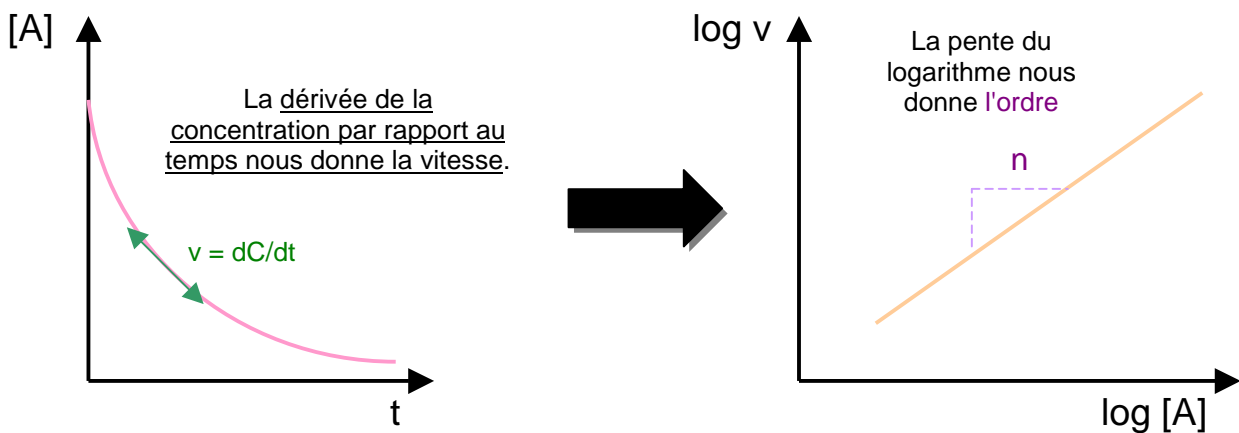 [A]
La dérivée de la
concentration par rapport au
temps nous donne la vitesse.
v = dC/dt
t
log v
La pente du
logarithme nous
donne l'ordre
n
log [A]